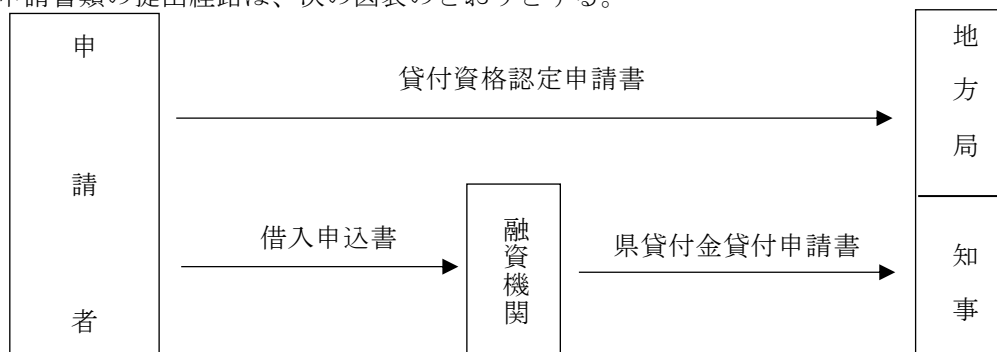 申請書類の提出経路は、次の図表のとおりとする。
申請者
貸付資格認定申請書
地方局
借入申込書
融資機関
県貸付金貸付申請書
知事